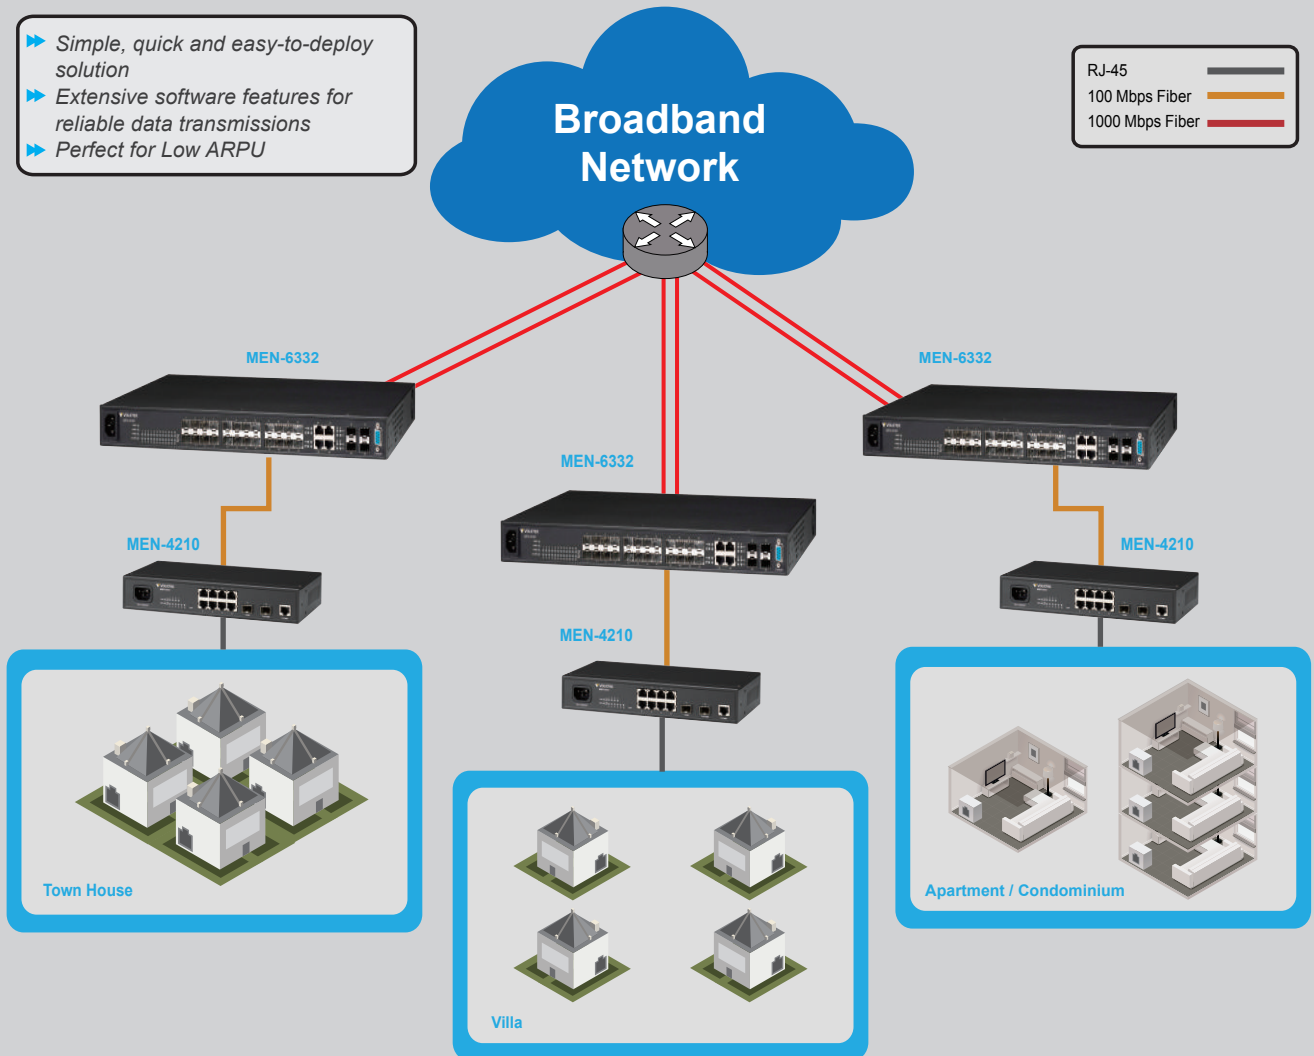 Simple, quick and easy-to-deploy
solution
Extensive software features for
reliable data transmissions
Perfect for Low ARPU
Broadband
Network
RJ-45
100 Mbps Fiber
1000 Mbps Fiber
MEN-6332
MEN-6332
MEN-6332
MEN-4210
MEN-4210
MEN-4210
Town House
Villa
Apartment / Condominium